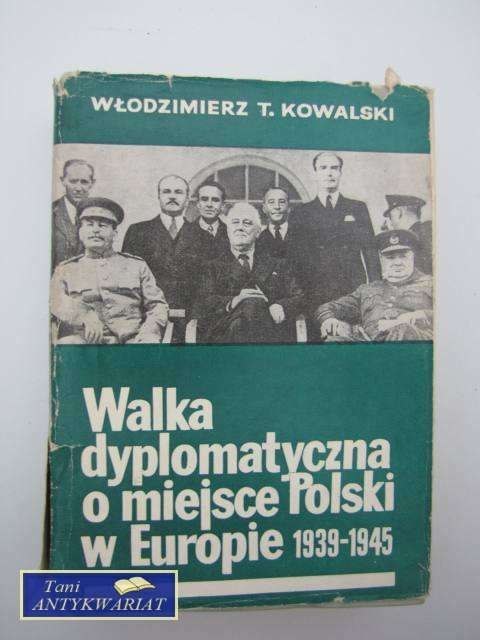 WŁODZIMIERZ T. KOWALSKI
Walka
dyplomatyczna
o miejsce Polski
w Europie 1939-1945
Tani
ANTYKWARIAT